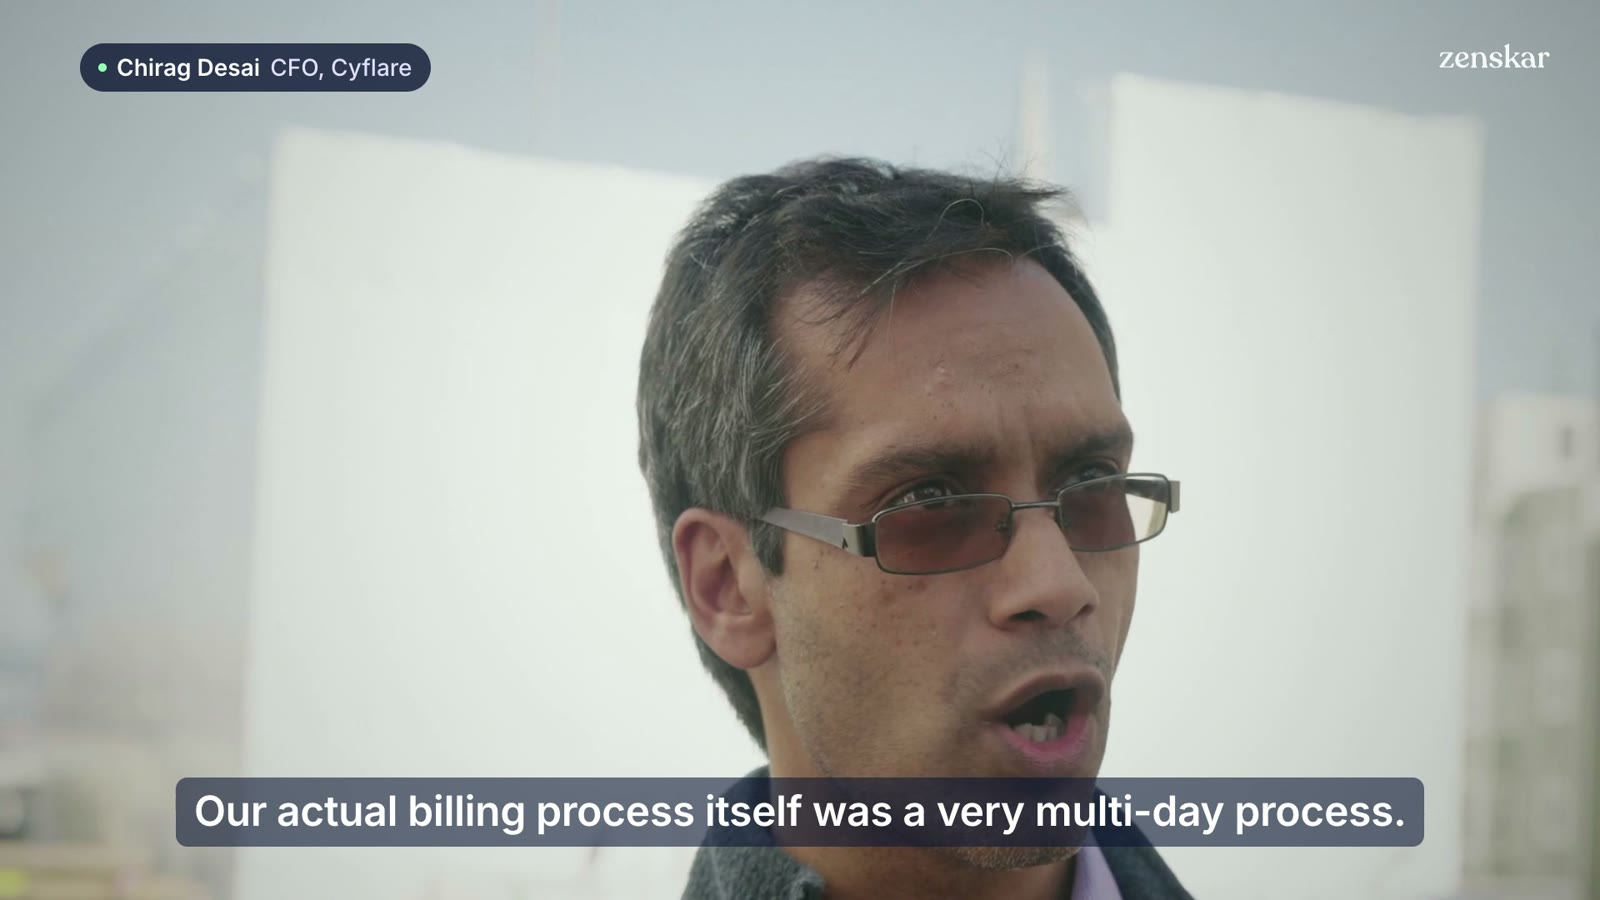 Chirag Desai CFO, Cyflare
zenskar
Our actual billing process itself was a very multi-day process.